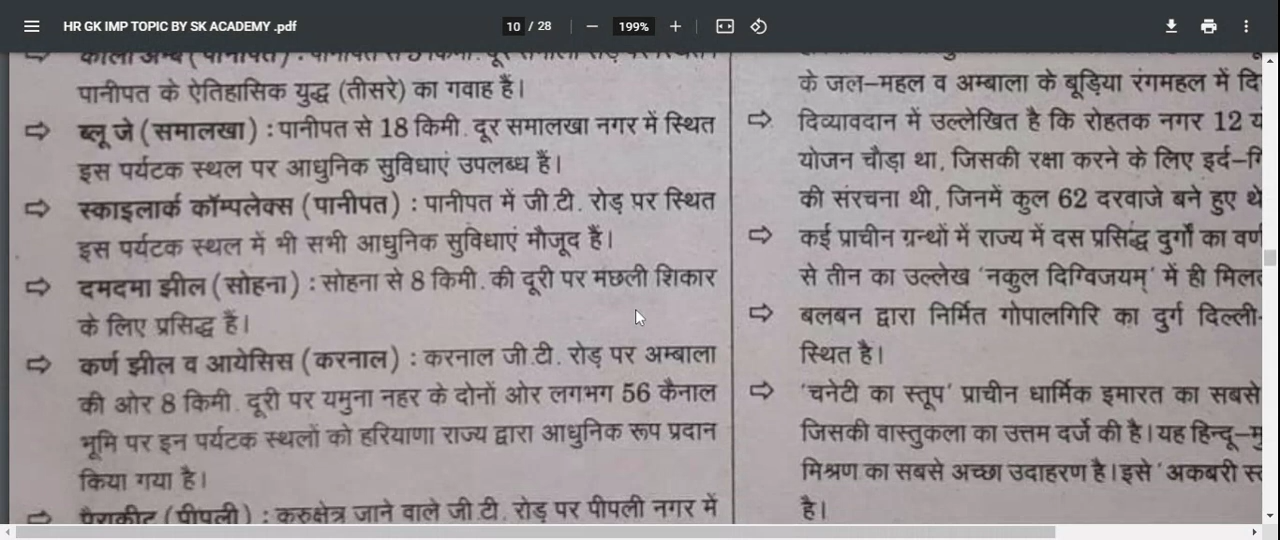 HR GK IMP TOPIC BY SK ACADEMY .pdf
10 / 28
199%
पानीपत के ऐतिहासिक युद्ध (तीसरे) का गवाह हैं।
⇨ ब्लू जे (समालखा) : पानीपत से 18 किमी. दूर समालखा नगर में स्थित
इस पर्यटक स्थल पर आधुनिक सुविधाएं उपलब्ध हैं।
⇨ स्काइलार्क कॉम्पलेक्स (पानीपत) : पानीपत में जी.टी. रोड़ पर स्थित
इस पर्यटक स्थल में भी सभी आधुनिक सुविधाएं मौजूद हैं।
⇨ दमदमा झील (सोहना) : सोहना से 8 किमी. की दूरी पर मछली शिकार
के लिए प्रसिद्ध हैं।
⇨ कर्ण झील व आयेसिस (करनाल) : करनाल जी.टी. रोड़ पर अम्बाला
की ओर 8 किमी. दूरी पर यमुना नहर के दोनों ओर लगभग 56 कैनाल
भूमि पर इन पर्यटक स्थलों को हरियाणा राज्य द्वारा आधुनिक रूप प्रदान
किया गया है।
⇨ पैराकीट (पीपली) : कुरुक्षेत्र जाने वाले जी.टी. रोड़ पर पीपली नगर में
के जल-महल व अम्बाला के बूड़िया रंगमहल में
⇨ दिव्यावदान में उल्लेखित है कि रोहतक नगर 12
योजन चौड़ा था, जिसकी रक्षा करने के लिए
की संरचना थी, जिनमें कुल 62 दरवाजे बने हुए थे
⇨ कई प्राचीन ग्रन्थों में राज्य में दस प्रसिद्ध दुर्गों का
से तीन का उल्लेख 'नकुल दिग्विजयम्' में ही
⇨ बलबन द्वारा निर्मित गोपालगिरि का दुर्ग दिल्ली-
स्थित है।
⇨ 'चनेटी का स्तूप' प्राचीन धार्मिक इमारत का सबसे
जिसकी वास्तुकला का उत्तम दर्जे की है। यह हिन्दू-
मिश्रण का सबसे अच्छा उदाहरण है। इसे 'अकबरी
है।